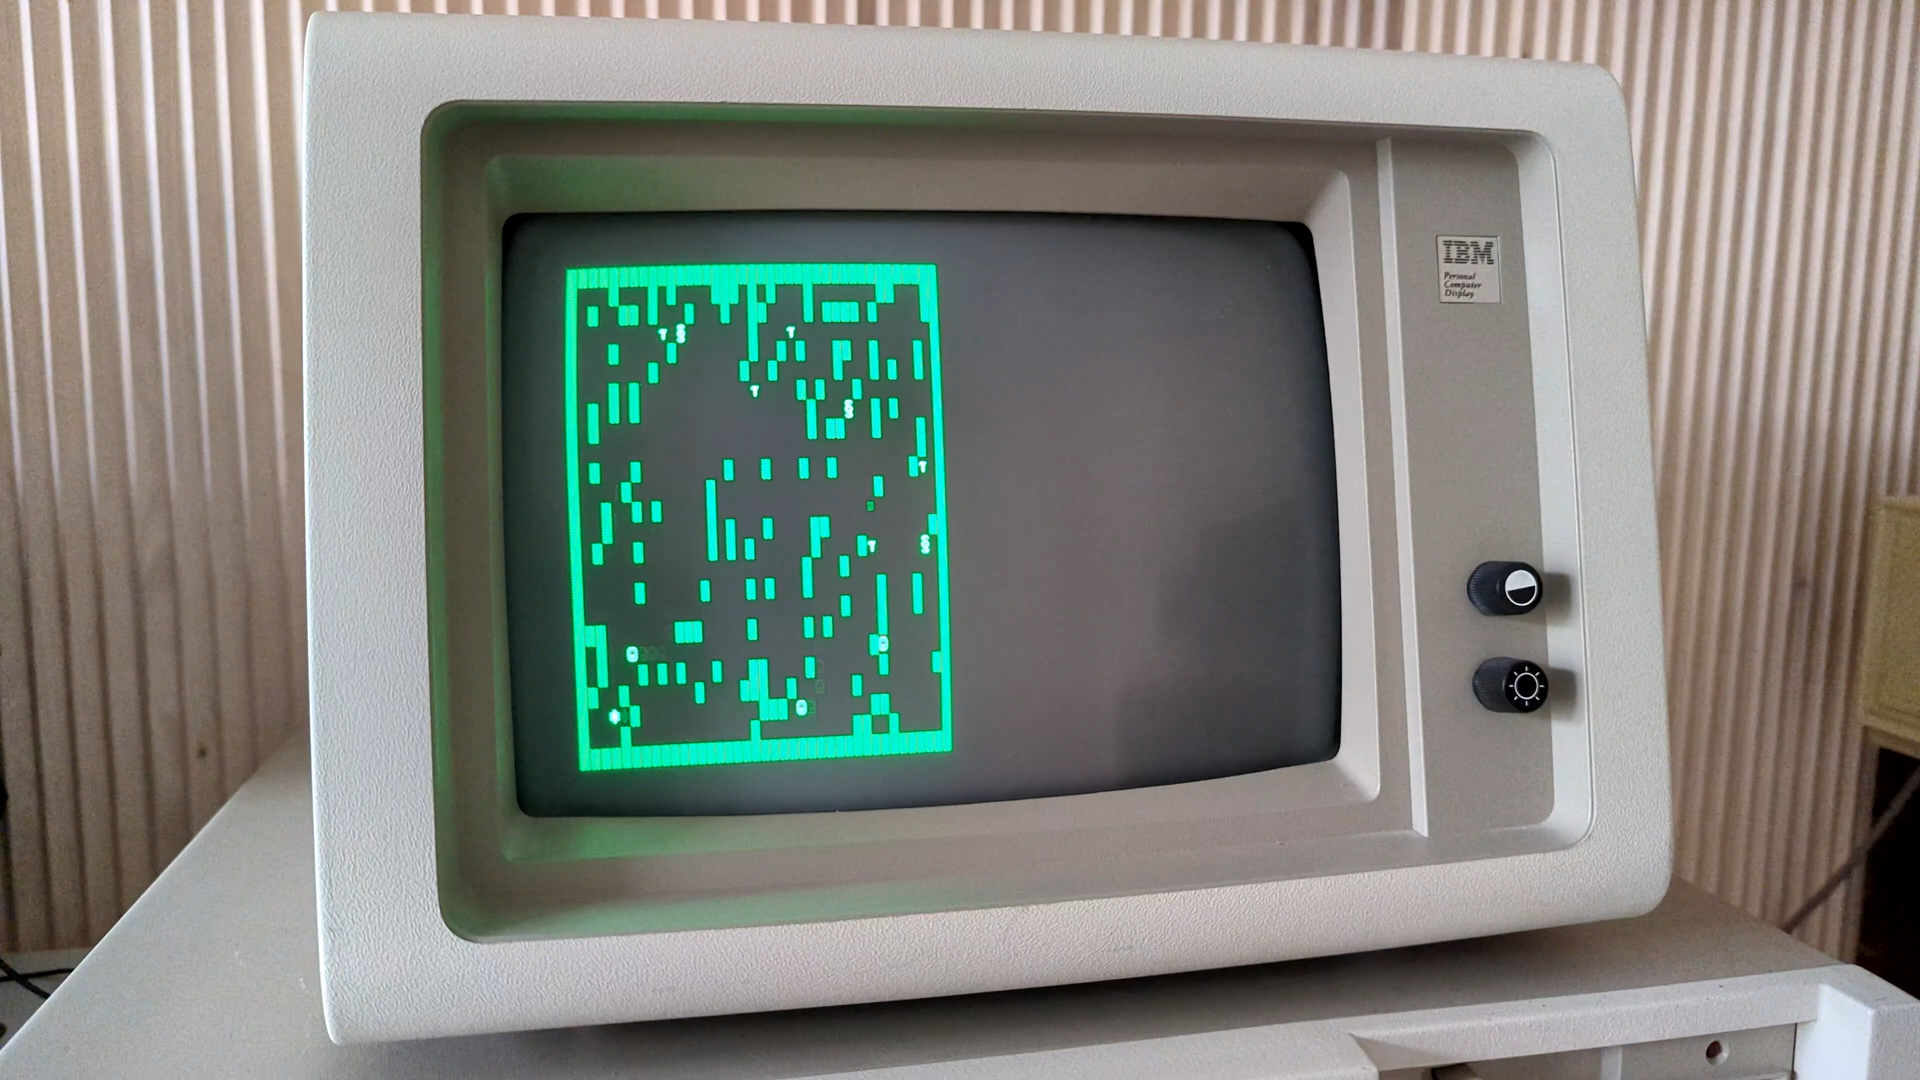 IBM
Personal
Computer
Display
T §
T
T
§
T
T §